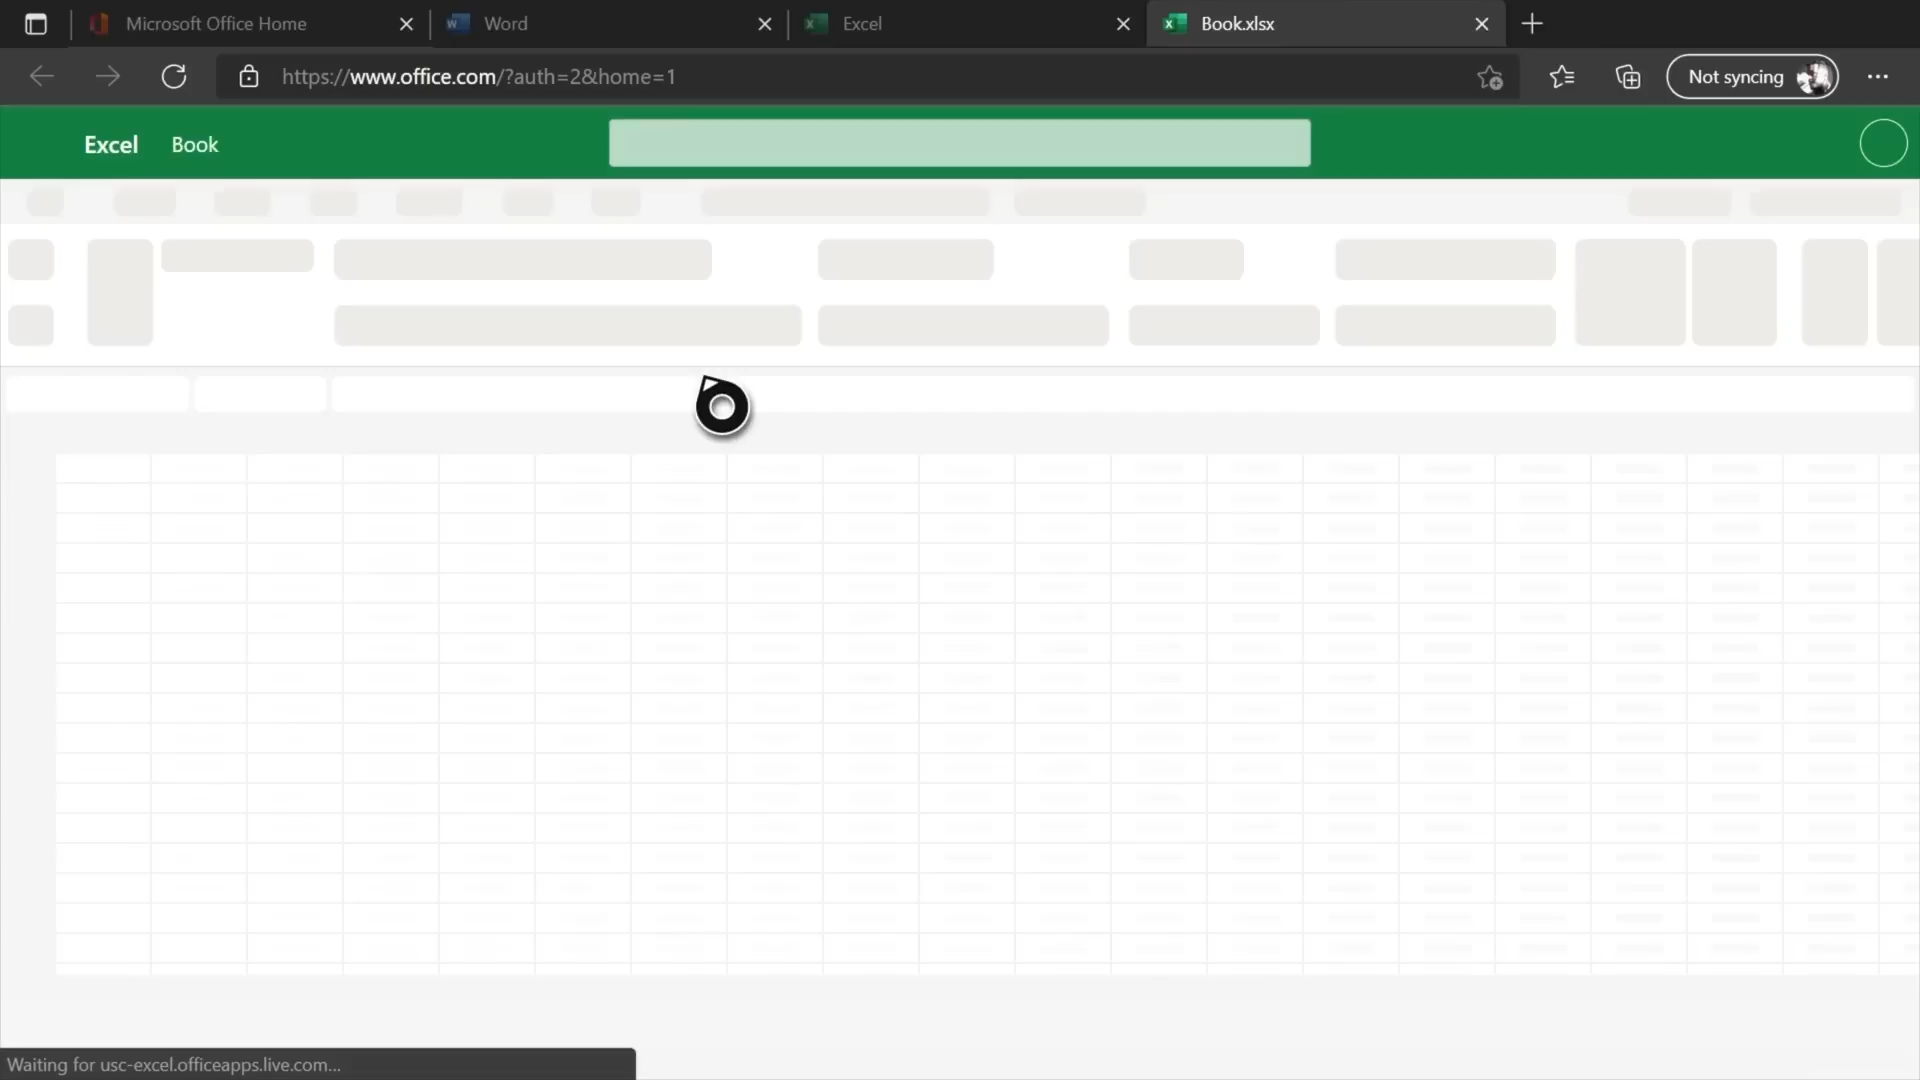 Microsoft Office Home
Word
Excel
Book.xlsx
https://www.office.com/?auth=2&home=1
Not syncing
Excel
Book
Waiting for usc-excel.officeapps.live.com...